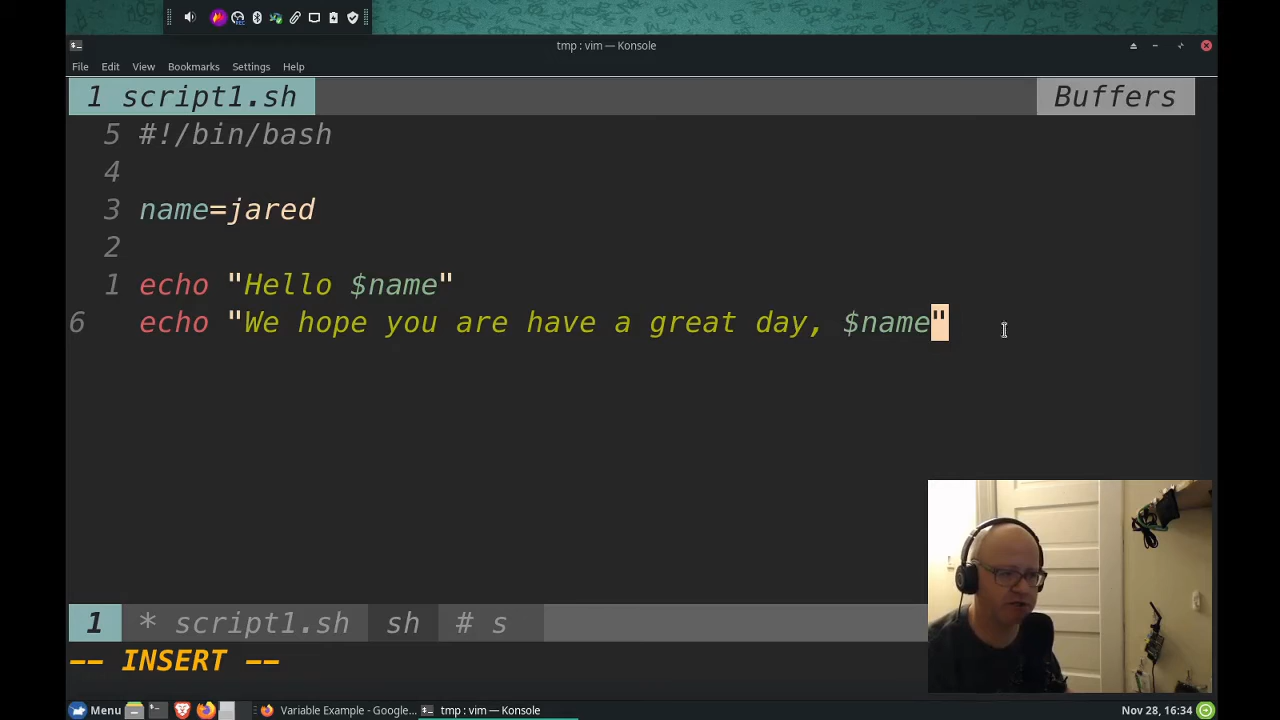 tmp : vim — Konsole
File Edit View Bookmarks Settings Help
1 script1.sh Buffers
5 #!/bin/bash
4
3 name=jared
2
1 echo "Hello $name"
6 echo "We hope you are have a great day, $name"
1 * script1.sh sh # s
-- INSERT --
Menu Variable Example - Google... tmp : vim — Konsole Nov 28, 16:34